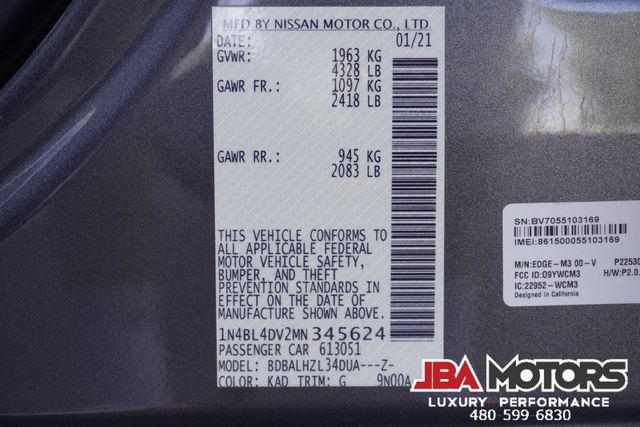 MFD BY NISSAN MOTOR CO., LTD
DATE: 01/21
GVWR: 1963 KG
4328 LB
GAWR FR.: 1097 KG
2418 LB
GAWR RR.: 945 KG
2083 LB
THIS VEHICLE CONFORMS TO
ALL APPLICABLE FEDERAL
MOTOR VEHICLE SAFETY,
BUMPER, AND THEFT
PREVENTION STANDARDS
IN EFFECT ON THE DATE OF
MANUFACTURE SHOWN ABOVE.
1N4BL4DV2MN345624
PASSENGER CAR 613051
MODEL: BDBALHZL34DUA---Z-
COLOR: KAD TRIM: G 9N00A
SN:BV7055103169
IMEI:861500055103169
M/N:EDGE-M3 00-V P22530
FCC ID:O9YWCM3 H/W:P2.0.
IC:22952-WCM3
Designed in California
JBA MOTORS
LUXURY PERFORMANCE
480 599 6830